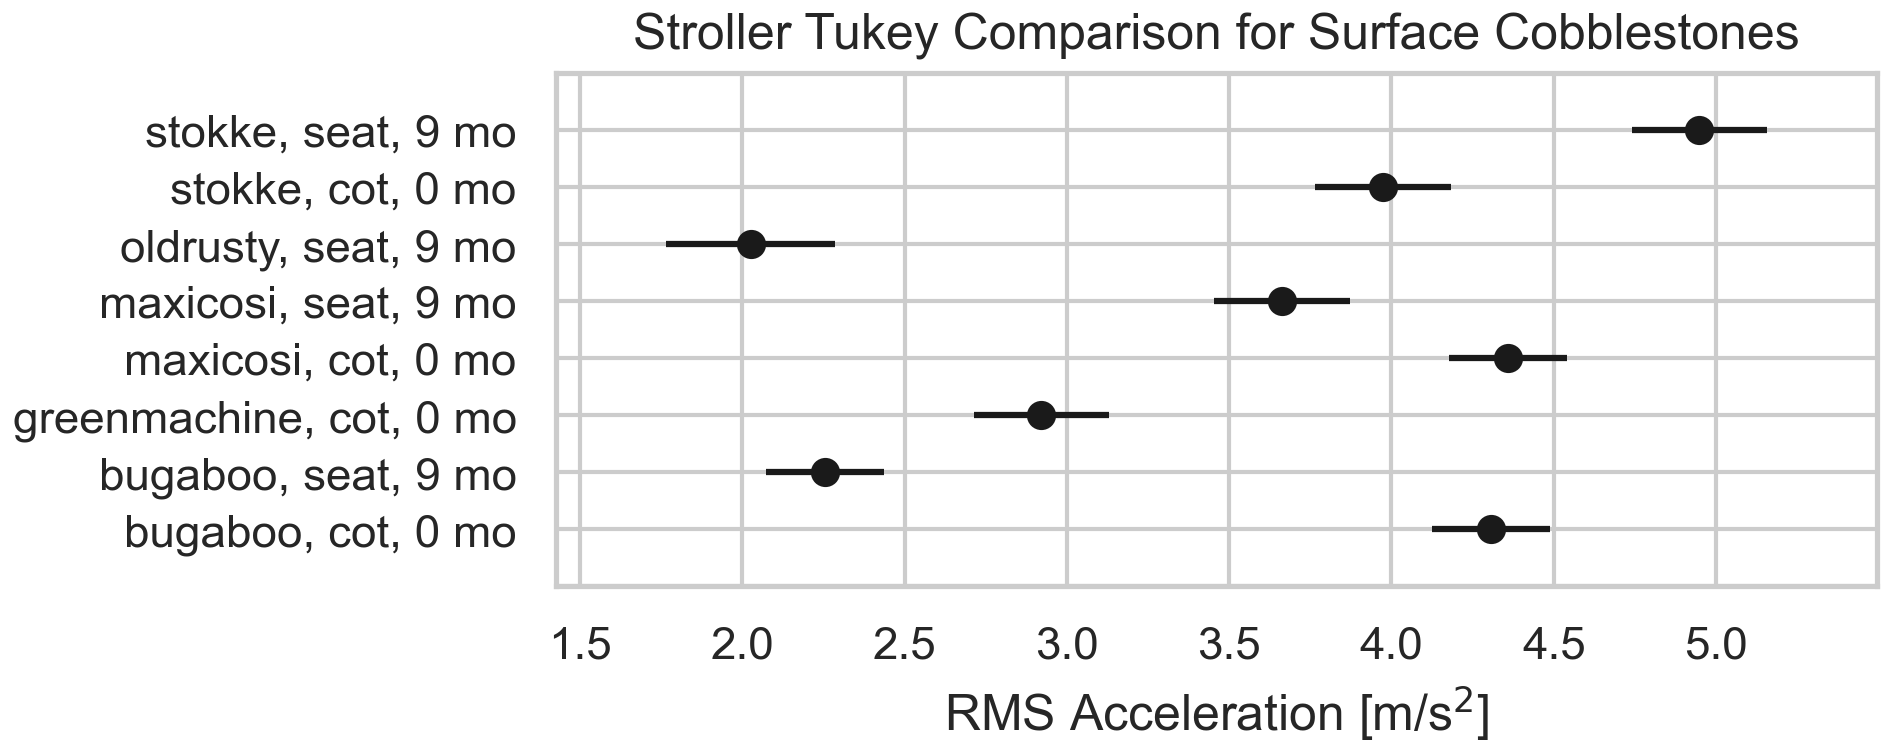 Stroller Tukey Comparison for Surface Cobblestones
stokke, seat, 9 mo
stokke, cot, 0 mo
oldrusty, seat, 9 mo
maxicosi, seat, 9 mo
maxicosi, cot, 0 mo
greenmachine, cot, 0 mo
bugaboo, seat, 9 mo
bugaboo, cot, 0 mo
1.5 2.0 2.5 3.0 3.5 4.0 4.5 5.0
RMS Acceleration [m/s²]